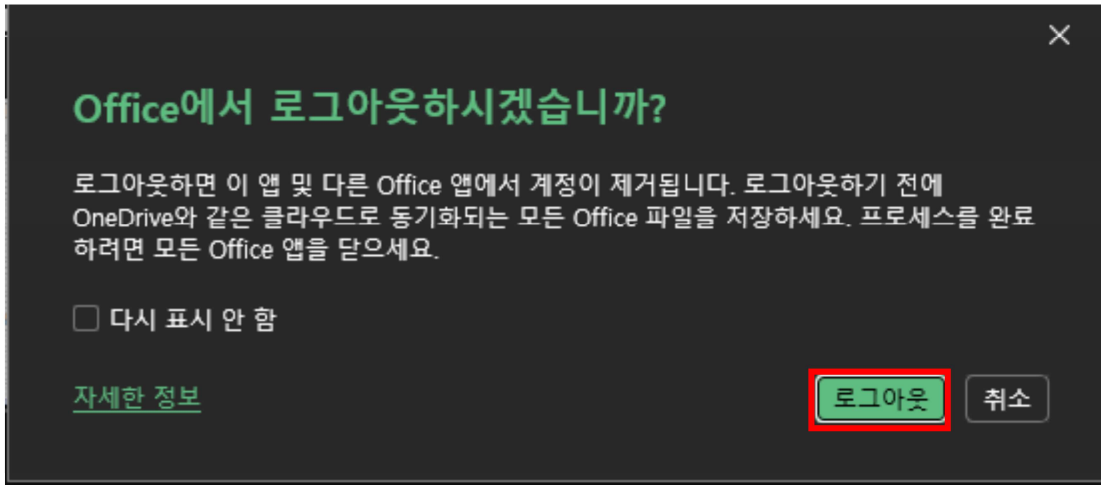 Office에서 로그아웃하시겠습니까?
로그아웃하면 이 앱 및 다른 Office 앱에서 계정이 제거됩니다. 로그아웃하기 전에
OneDrive와 같은 클라우드로 동기화되는 모든 Office 파일을 저장하세요. 프로세스를 완료
하려면 모든 Office 앱을 닫으세요.
다시 표시 안 함
자세한 정보
로그아웃
취소